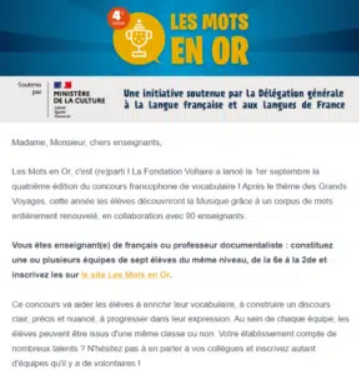 4e
LES MOTS
EN OR
Soutenu
par
MINISTÈRE
DE LA CULTURE
Une initiative soutenue par la Délégation générale
à la langue française et aux langues de France
Madame, Monsieur, chers enseignants,
Les Mots en Or, c'est (re)parti ! La Fondation Voltaire a lancé le 1er septembre la
quatrième édition du concours francophone de vocabulaire ! Après le thème des Grands
Voyages, cette année les élèves découvriront la Musique grâce à un corpus de mots
entièrement renouvelé, en collaboration avec 90 enseignants.
Vous êtes enseignant(e) de français ou professeur documentaliste : constituez
une ou plusieurs équipes de sept élèves du même niveau, de la 6e à la 2de et
inscrivez les sur le site Les Mots en Or.
Ce concours va aider les élèves à enrichir leur vocabulaire, à construire un discours
clair, précis et nuancé, à progresser dans leur expression. Au sein de chaque équipe, les
élèves peuvent être issus d'une même classe ou non. Votre établissement compte de
nombreux talents ? N'hésitez pas à en parler à vos collègues et inscrivez autant
d'équipes qu'il y a de volontaires !